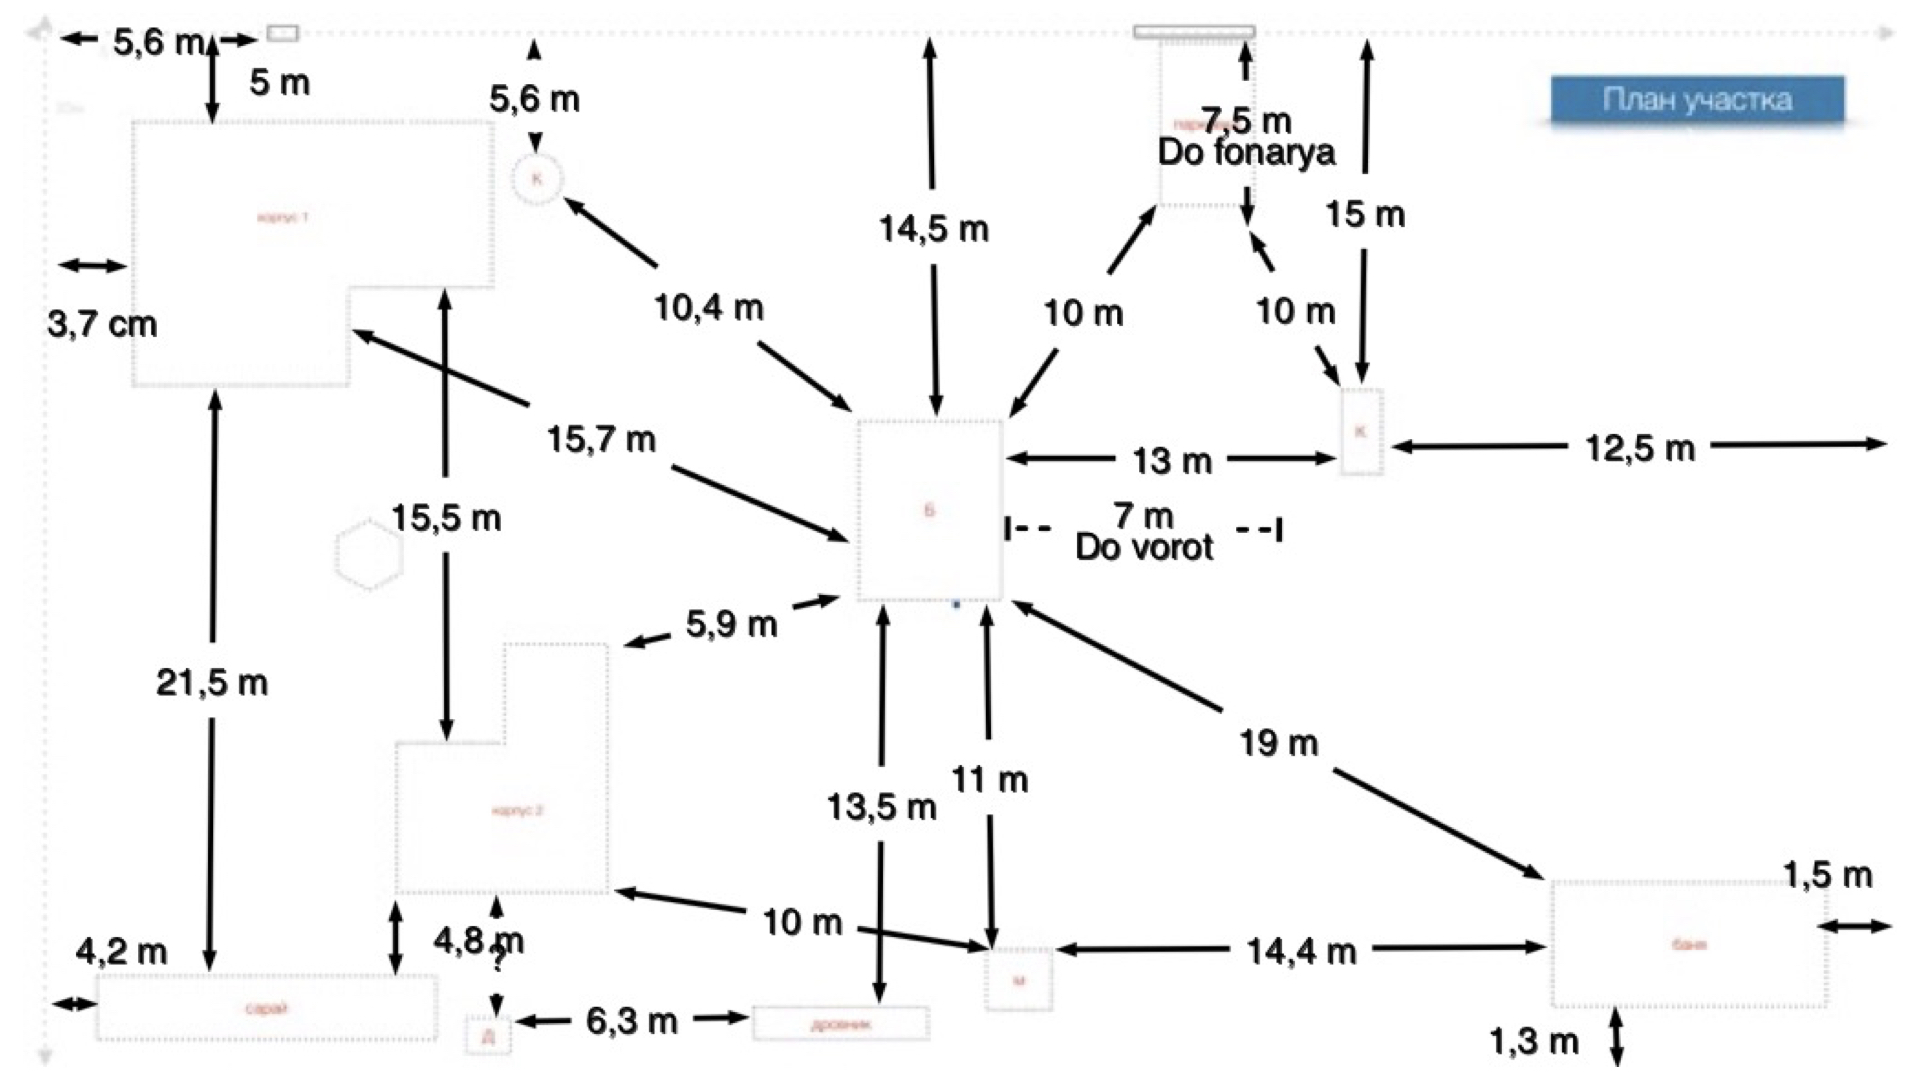 5,6 m
5 m
5,6 m
План участка
7,5 m
Do fonarya
К
корпус 1
14,5 m
15 m
3,7 cm
10,4 m
10 m
10 m
15,7 m
К
13 m
12,5 m
15,5 m
Б
7 m
Do vorot
5,9 m
21,5 m
19 m
11 m
13,5 m
корпус 2
1,5 m
10 m
4,2 m
4,8 m
?
14,4 m
баня
м
сарай
6,3 m
дровник
Д
1,3 m